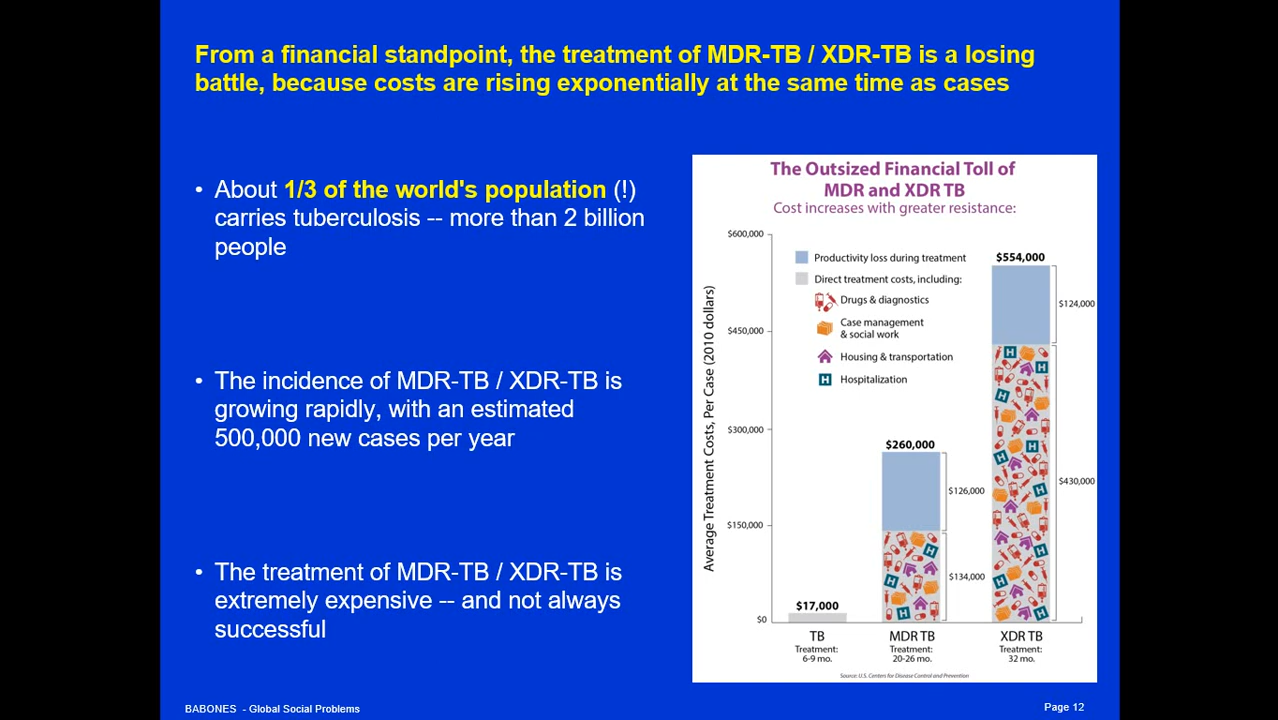 From a financial standpoint, the treatment of MDR-TB / XDR-TB is a losing
battle, because costs are rising exponentially at the same time as cases
• About 1/3 of the world's population (!)
carries tuberculosis -- more than 2 billion
people
• The incidence of MDR-TB / XDR-TB is
growing rapidly, with an estimated
500,000 new cases per year
• The treatment of MDR-TB / XDR-TB is
extremely expensive -- and not always
successful
The Outsized Financial Toll of
MDR and XDR TB
Cost increases with greater resistance:
Average Treatment Costs, Per Case (2010 dollars)
$600,000
$450,000
$300,000
$150,000
$0
Productivity loss during treatment
Direct treatment costs, including:
Drugs & diagnostics
Case management
& social work
Housing & transportation
H Hospitalization
$17,000
$260,000
$126,000
$134,000
$554,000
$124,000
$430,000
TB
Treatment:
6-9 mo.
MDR TB
Treatment:
20-26 mo.
XDR TB
Treatment:
32 mo.
Source: U.S. Centers for Disease Control and Prevention
BABONES - Global Social Problems
Page 12